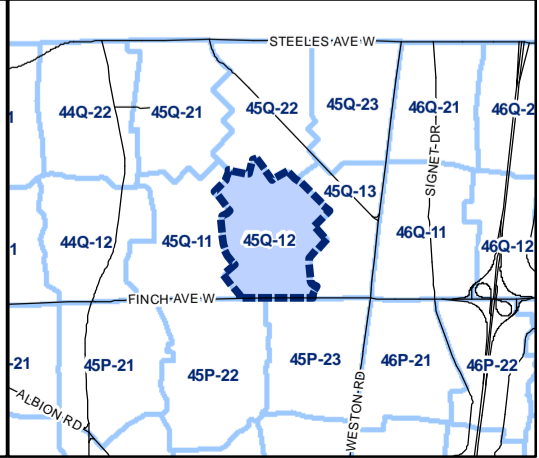 STEELES AVE W
44Q-22
45Q-21
45Q-22
45Q-23
46Q-21
46Q-2
1
SIGNET DR
45Q-13
44Q-12
45Q-11
45Q-12
46Q-11
46Q-12
1
FINCH AVE W
-21
45P-21
45P-22
45P-23
46P-21
46P-22
ALBION RD
WESTON RD